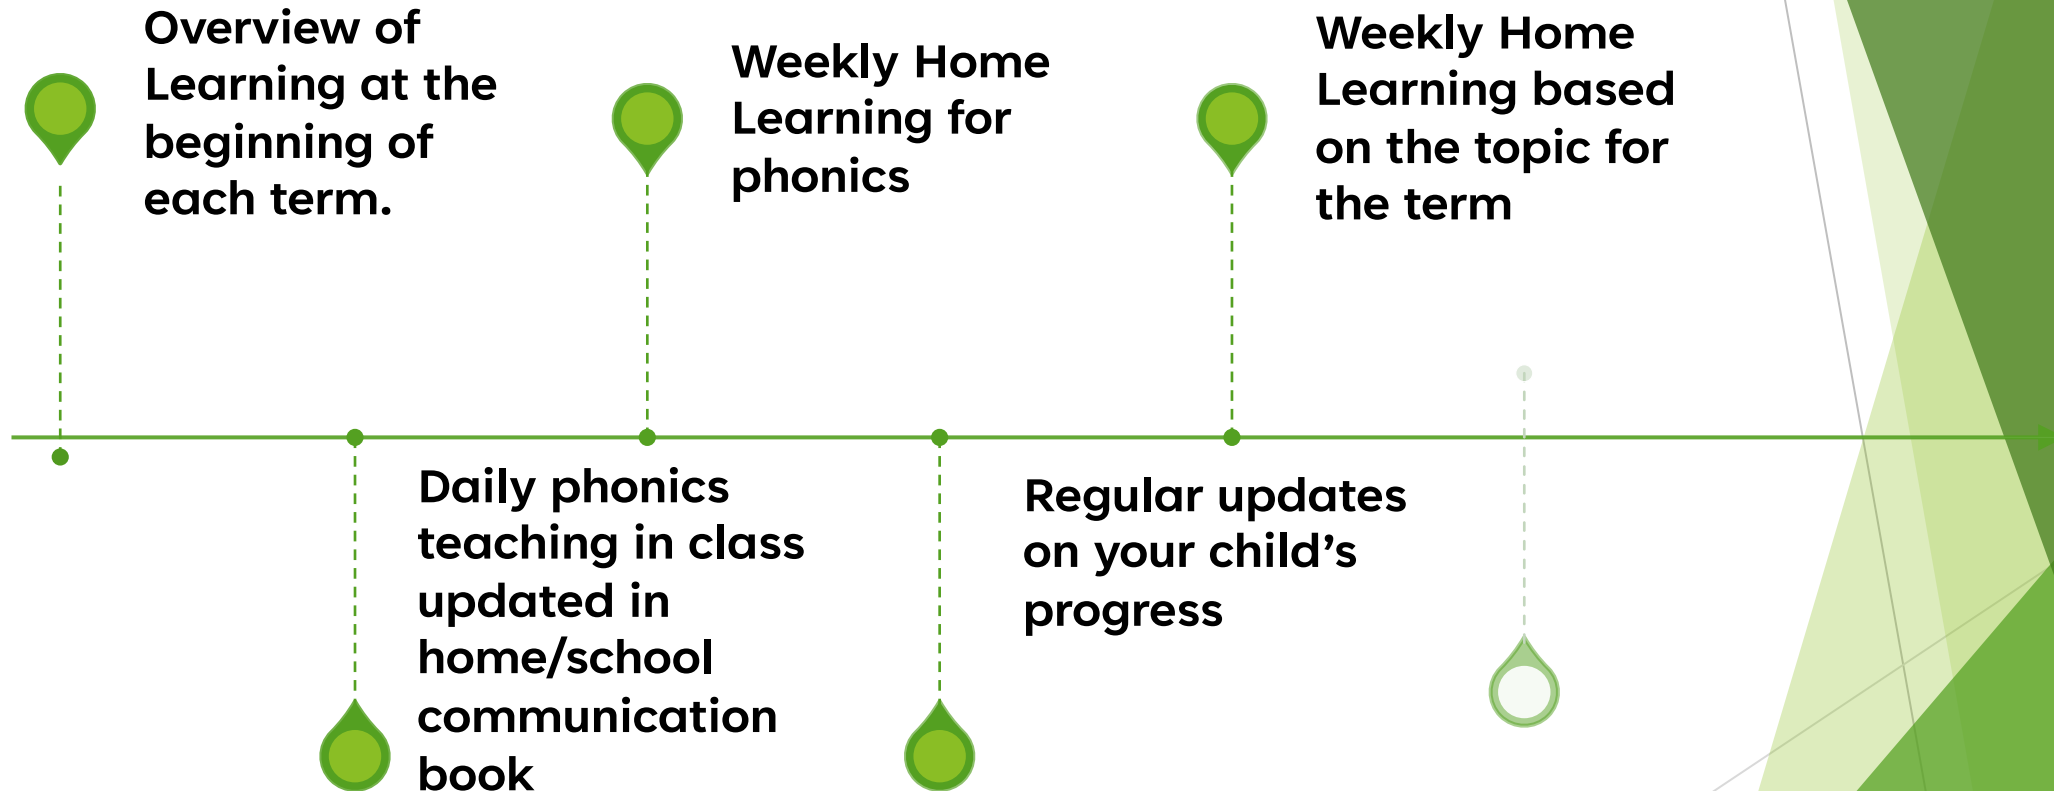 Overview of
Learning at the
beginning of
each term.
Daily phonics
teaching in class
updated in
home/school
communication
book
Weekly Home
Learning for
phonics
Regular updates
on your child’s
progress
Weekly Home
Learning based
on the topic for
the term